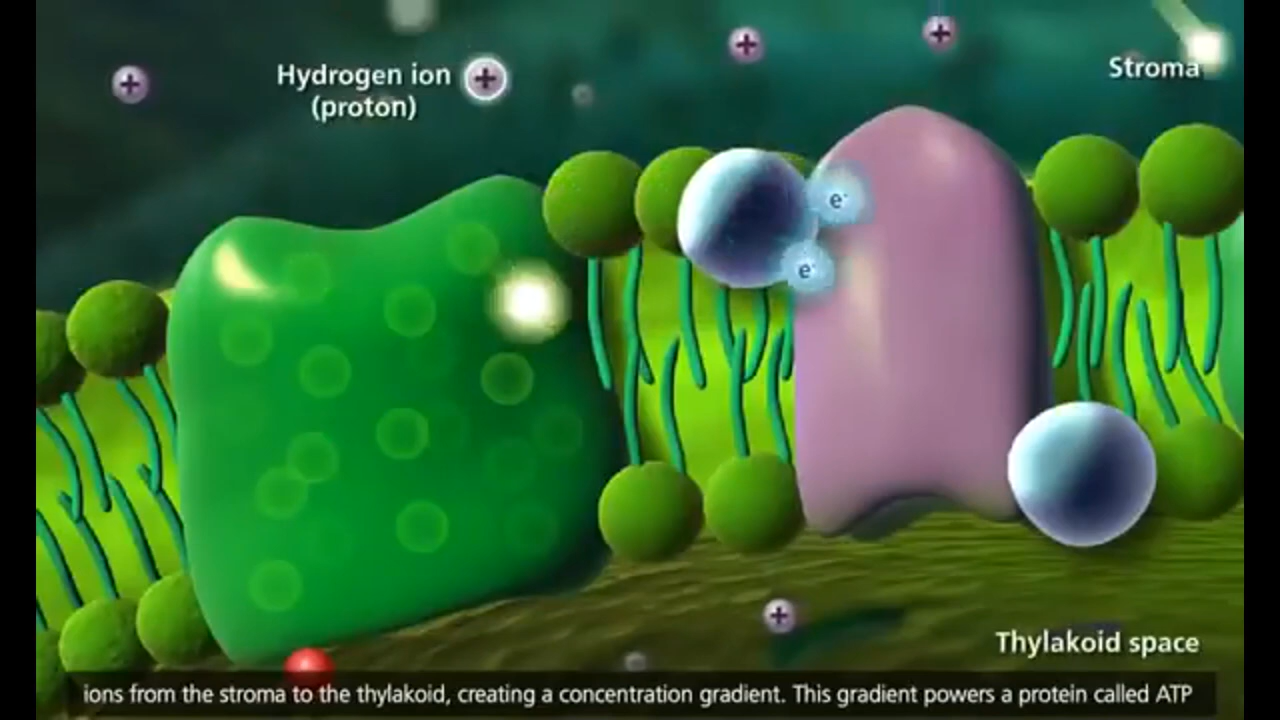 Hydrogen ion
(proton)
Stroma
e-
e-
Thylakoid space
ions from the stroma to the thylakoid, creating a concentration gradient. This gradient powers a protein called ATP